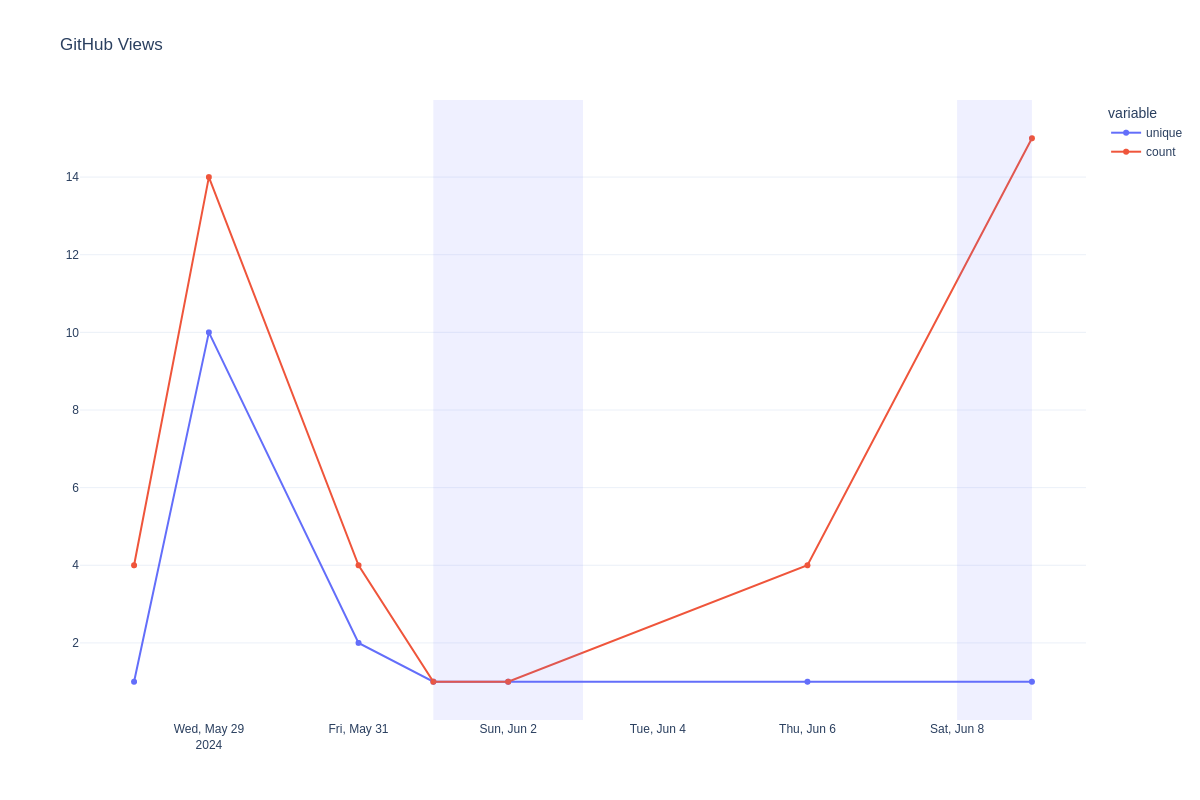 GitHub Views
variable
unique
count
14
12
10
8
6
4
2
Wed, May 29
2024
Fri, May 31
Sun, Jun 2
Tue, Jun 4
Thu, Jun 6
Sat, Jun 8